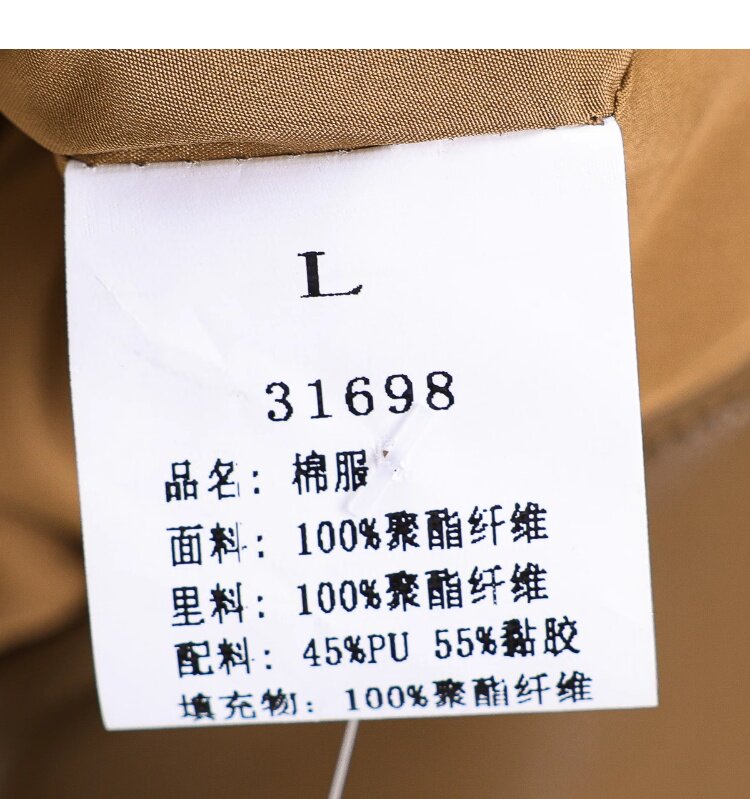 L
31698
品名：棉服
面料：100%聚酯纤维
里料：100%聚酯纤维
配料：45%PU 55%黏胶
填充物：100%聚酯纤维